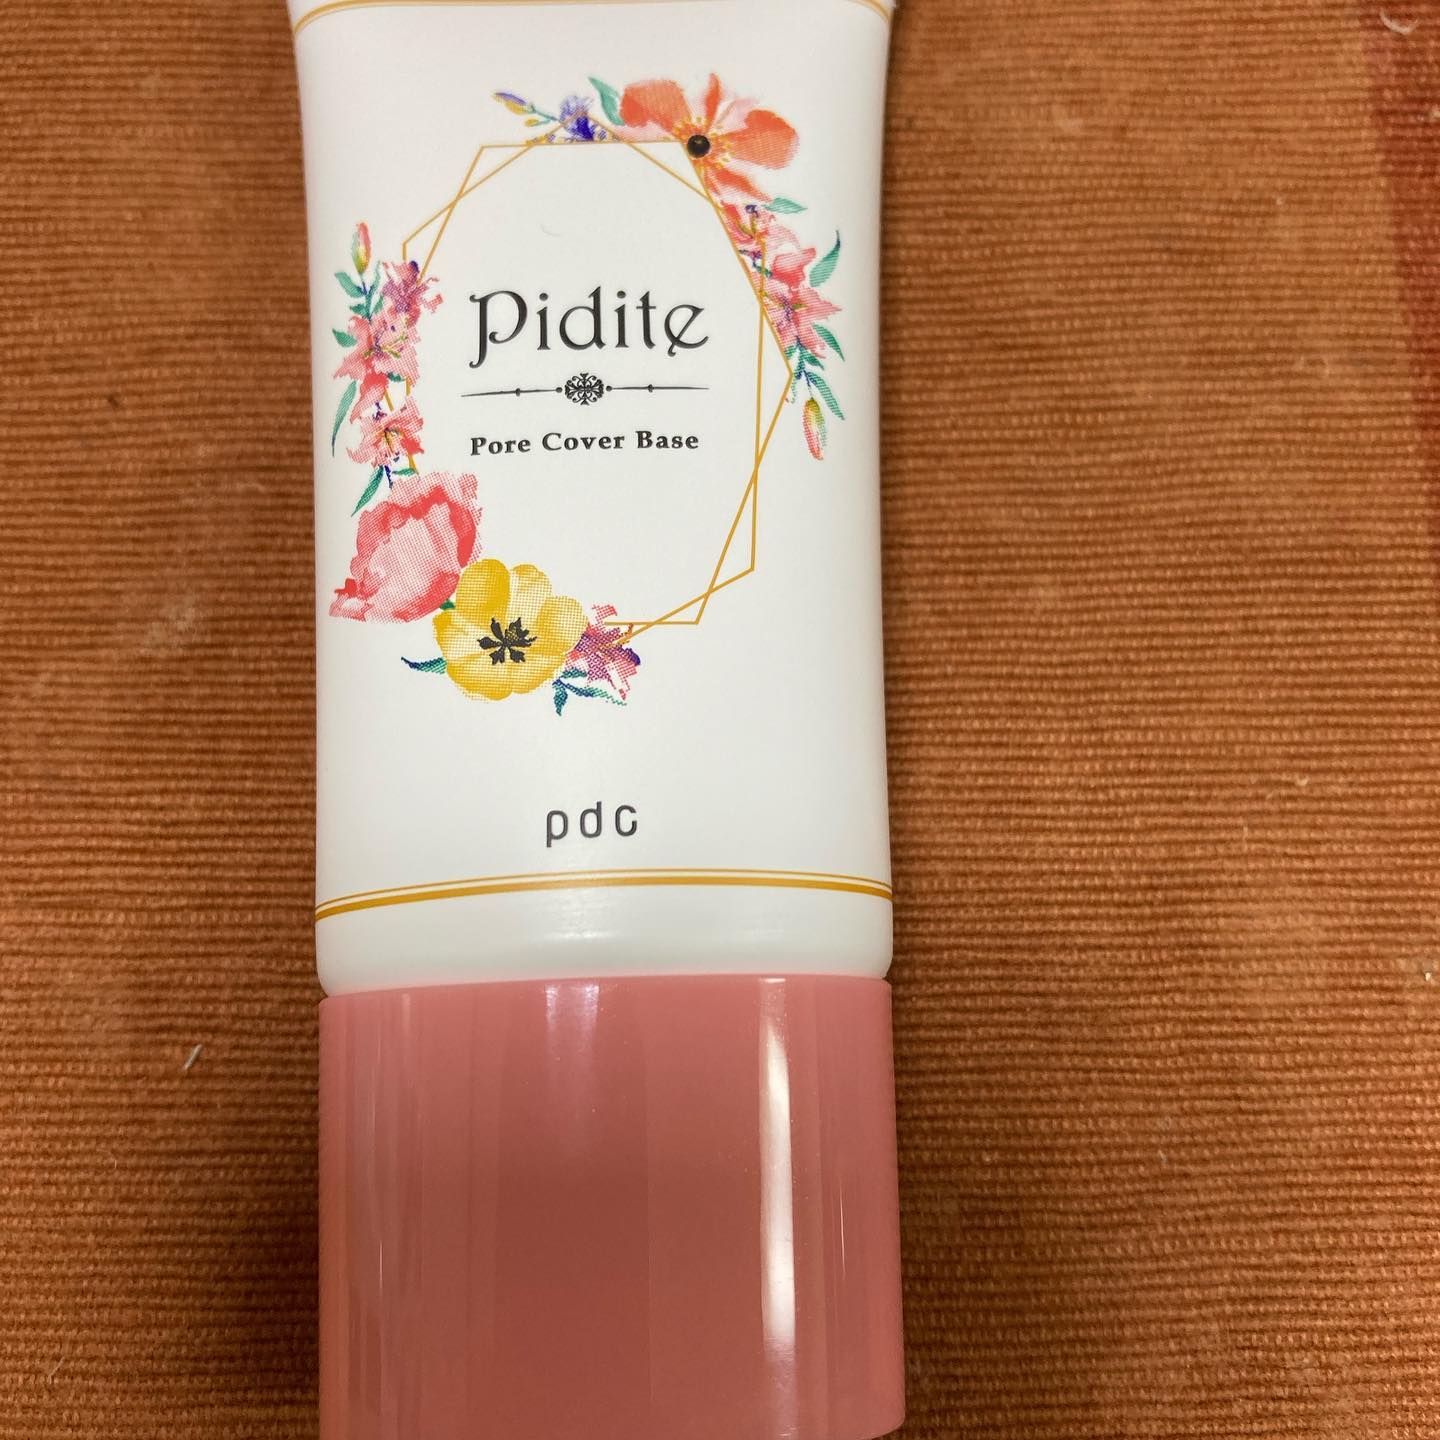 Pidite
Pore Cover Base
pdc